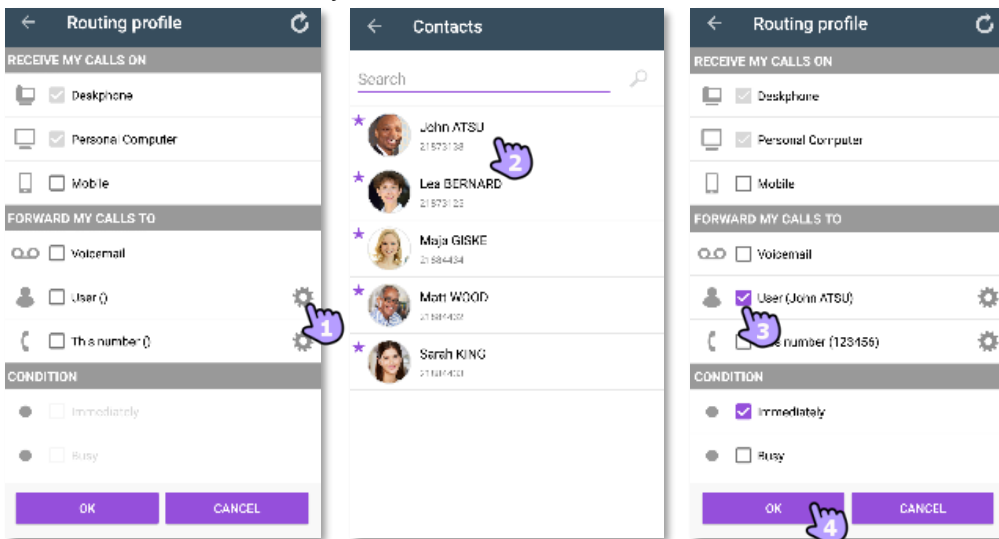 Routing profile
RECEIVE MY CALLS ON
Deskphone
Personal Computer
Mobile
FORWARD MY CALLS TO
Voicemail
User ()
1
This number ()
CONDITION
Immediately
Busy
OK CANCEL
Contacts
Search
John ATSU
21573138
2
Lea BERNARD
21573123
Maja GISKE
21584434
Matt WOOD
21584432
Sarah KING
21584433
Routing profile
RECEIVE MY CALLS ON
Deskphone
Personal Computer
Mobile
FORWARD MY CALLS TO
Voicemail
User (John ATSU)
3
number (123456)
CONDITION
Immediately
Busy
OK CANCEL
4